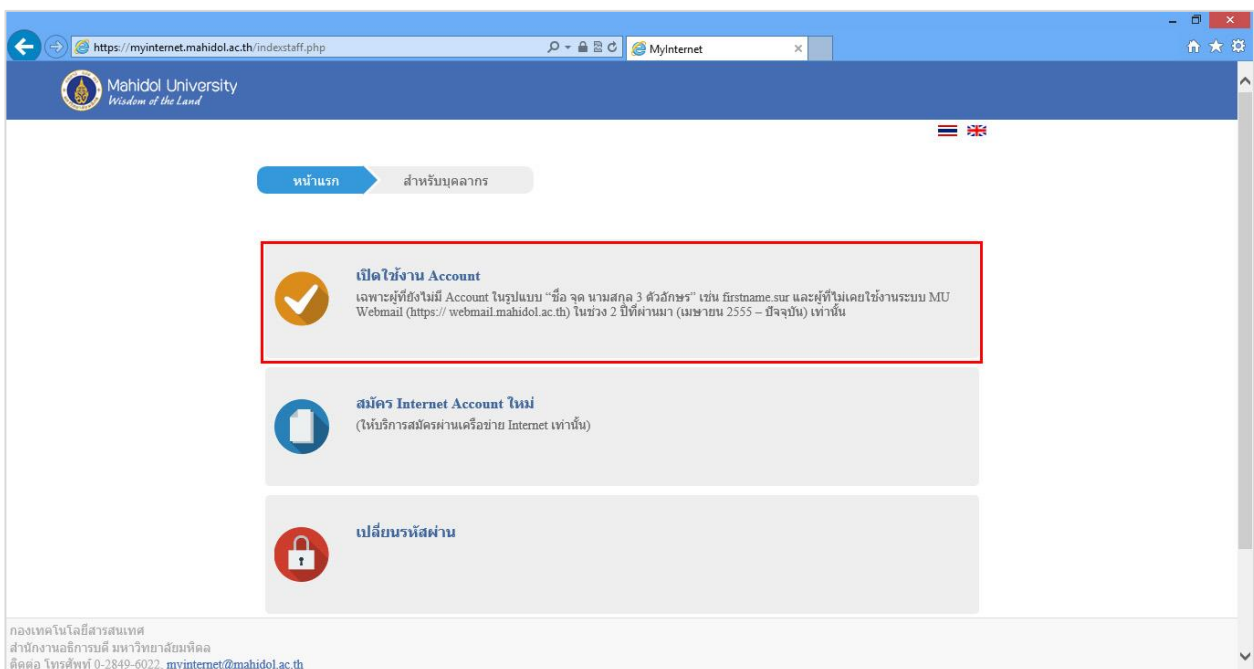 https://myinternet.mahidol.ac.th/indexstaff.php
MyInternet
Mahidol University
Wisdom of the Land
หน้าแรก
สำหรับบุคลากร
เปิดใช้งาน Account
เฉพาะผู้ที่ยังไม่มี Account ในรูปแบบ “ชื่อ จุด นามสกุล 3 ตัวอักษร” เช่น firstname.sur และผู้ที่ไม่เคยใช้งานระบบ MU
Webmail (https:// webmail.mahidol.ac.th) ในช่วง 2 ปีที่ผ่านมา (เมษายน 2555 – ปัจจุบัน) เท่านั้น
สมัคร Internet Account ใหม่
(ให้บริการสมัครผ่านเครือข่าย Internet เท่านั้น)
เปลี่ยนรหัสผ่าน
กองเทคโนโลยีสารสนเทศ
สำนักงานอธิการบดี มหาวิทยาลัยมหิดล
ติดต่อ โทรศัพท์ 0-2849-6022, myinternet@mahidol.ac.th